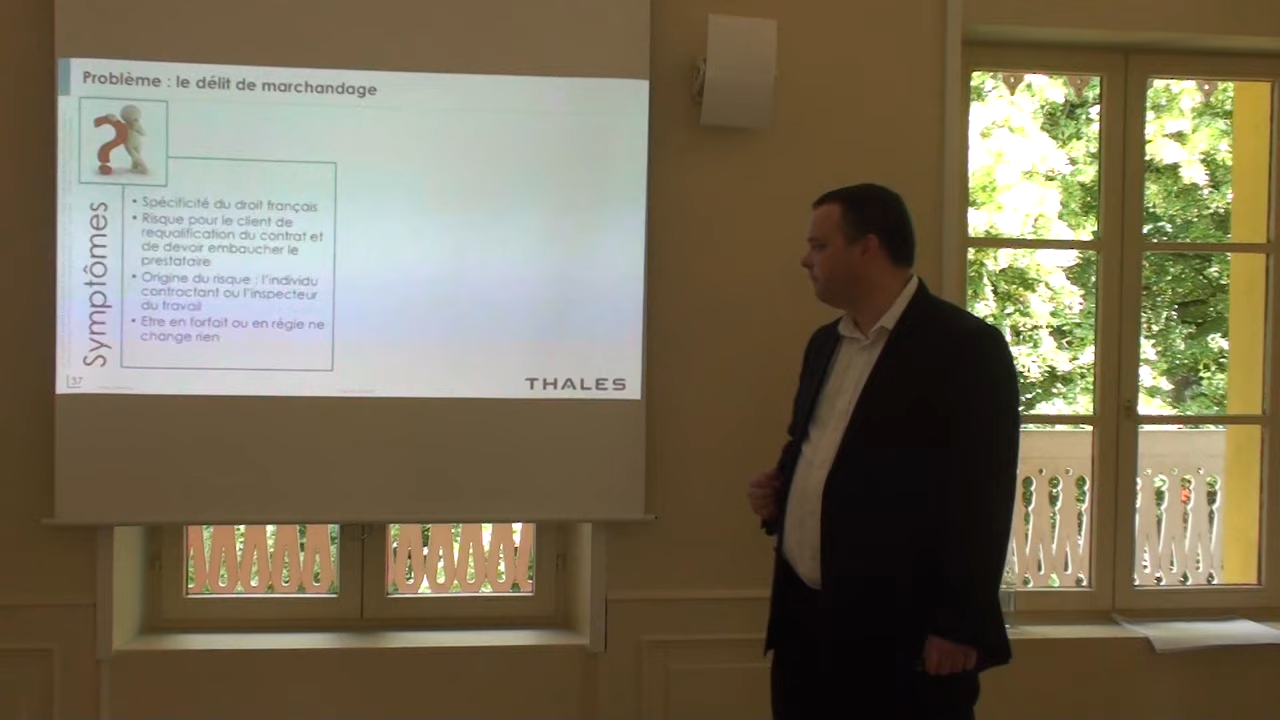 Problème : le délit de marchandage
Symptômes
• Spécificité du droit français
• Risque pour le client de
requalification du contrat et
de devoir embaucher le
prestataire
• Origine du risque : l'individu
contractant ou l'inspecteur
du travail
• Etre en forfait ou en régie ne
change rien
37
THALES